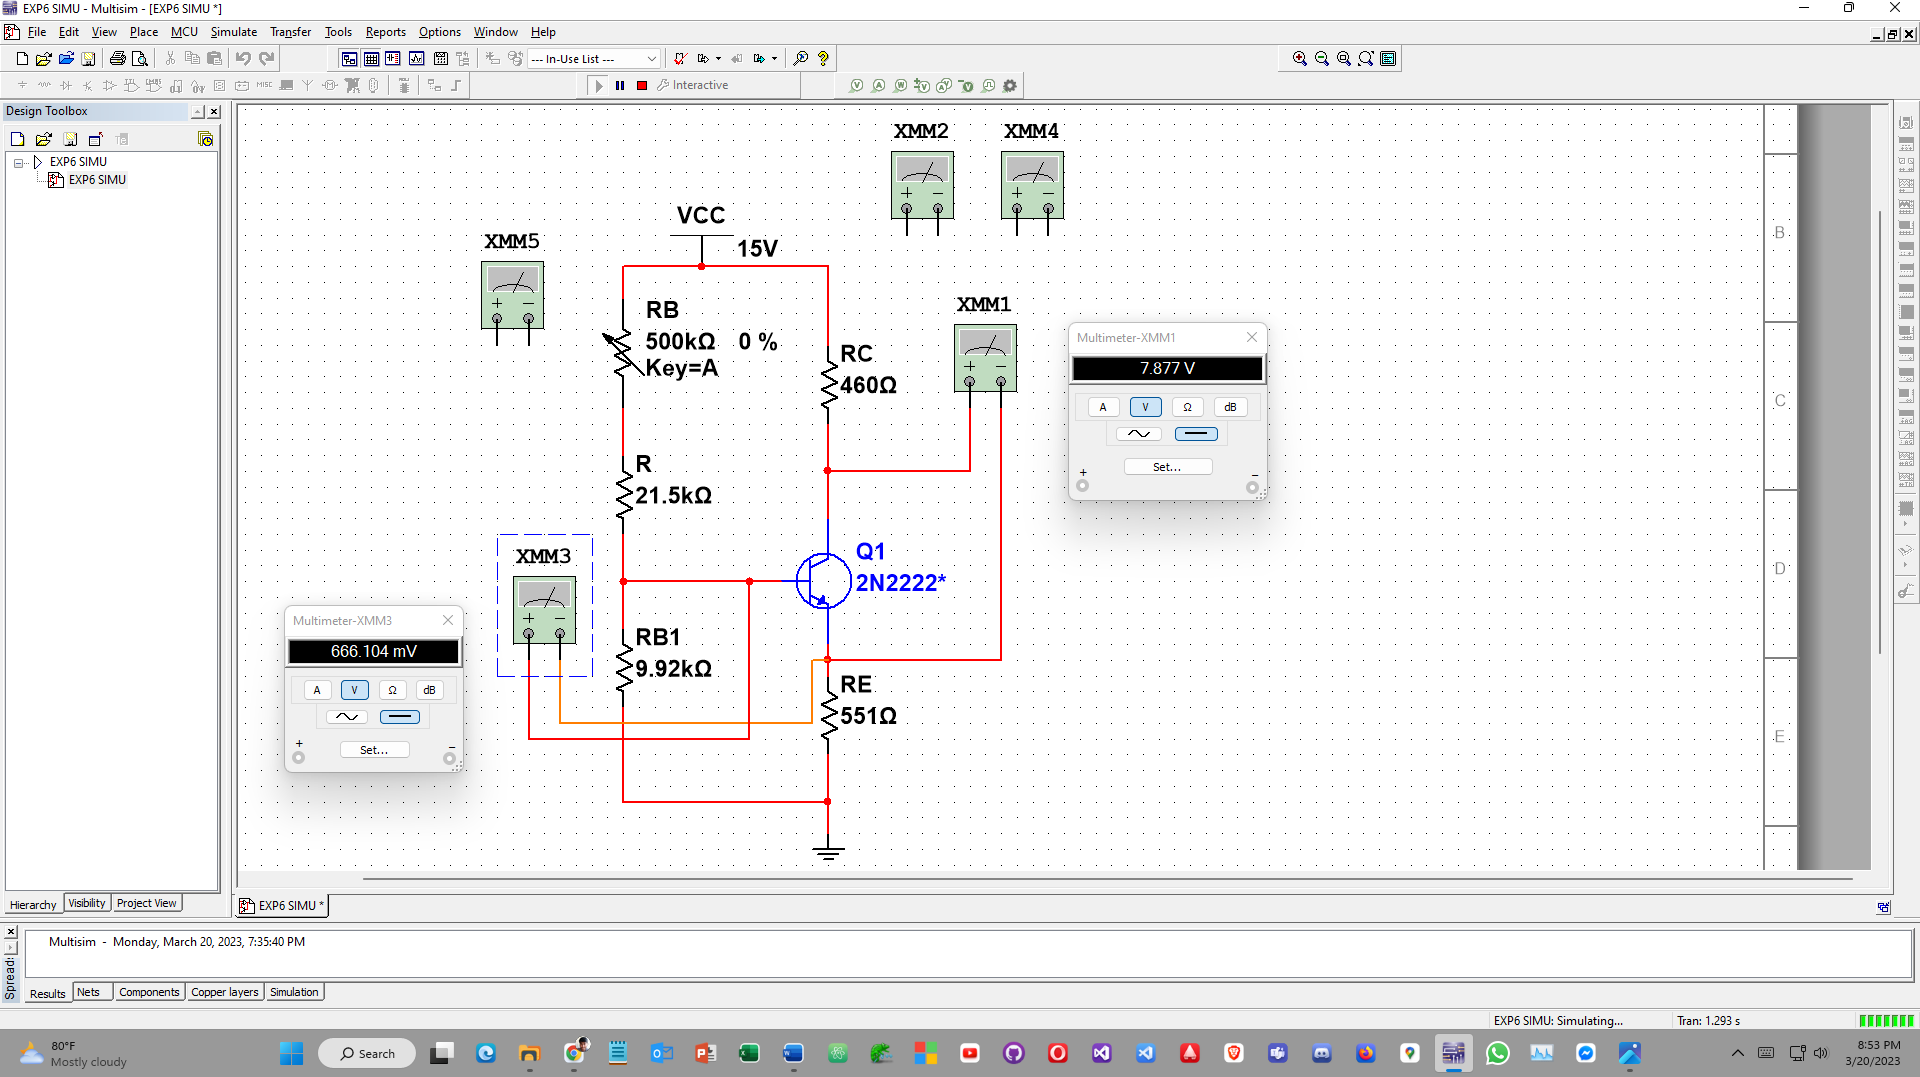 EXP6 SIMU - Multisim - [EXP6 SIMU *]
File Edit View Place MCU Simulate Transfer Tools Reports Options Window Help
--- In-Use List ---
Interactive
Design Toolbox
EXP6 SIMU
EXP6 SIMU
XMM2
XMM4
VCC
15V
XMM5
RB
500kΩ 0 %
Key=A
RC
460Ω
XMM1
Multimeter-XMM1
7.877 V
A V Ω dB
Set...
+ −
R
21.5kΩ
XMM3
Q1
2N2222*
Multimeter-XMM3
666.104 mV
A V Ω dB
Set...
+ −
RB1
9.92kΩ
RE
551Ω
B
C
D
E
Hierarchy Visibility Project View
EXP6 SIMU *
Multisim - Monday, March 20, 2023, 7:35:40 PM
Spread:
Results Nets Components Copper layers Simulation
EXP6 SIMU: Simulating... Tran: 1.293 s
80°F
Mostly cloudy
Search
8:53 PM
3/20/2023